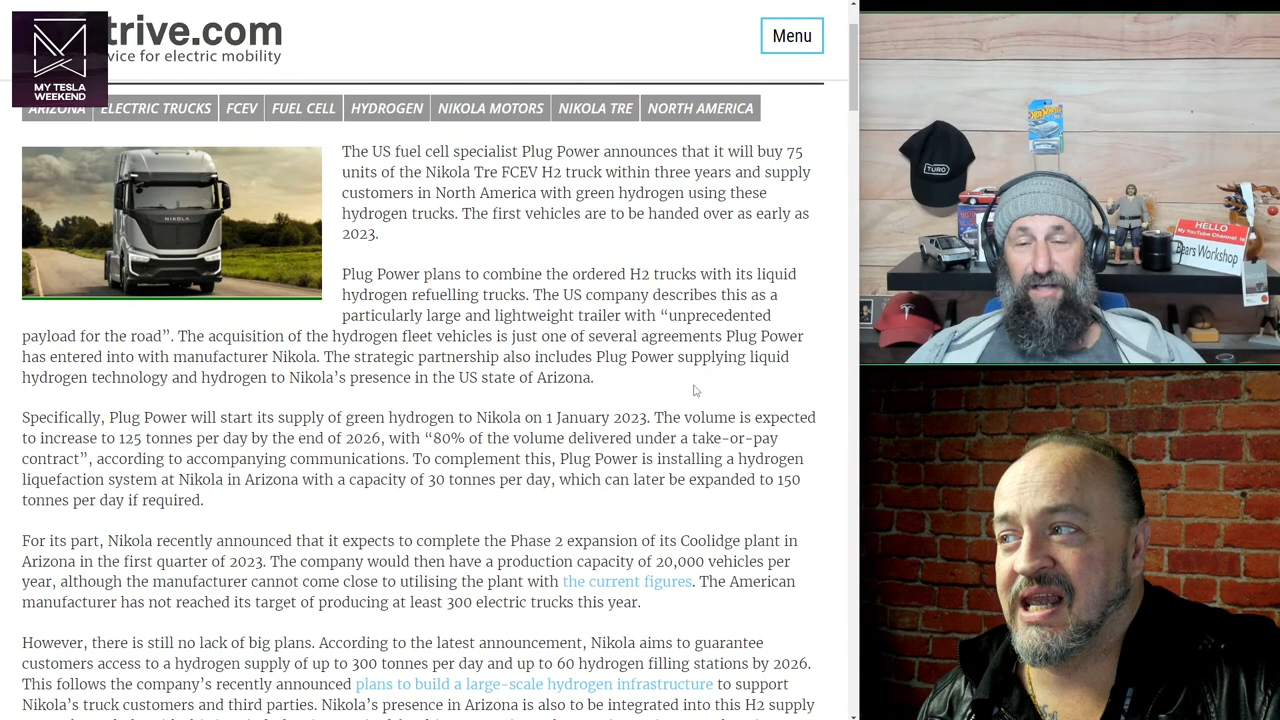 trive.com
vice for electric mobility
Menu
MY TESLA
WEEKEND
ARIZONA
ELECTRIC TRUCKS
FCEV
FUEL CELL
HYDROGEN
NIKOLA MOTORS
NIKOLA TRE
NORTH AMERICA
NIKOLA
The US fuel cell specialist Plug Power announces that it will buy 75
units of the Nikola Tre FCEV H2 truck within three years and supply
customers in North America with green hydrogen using these
hydrogen trucks. The first vehicles are to be handed over as early as
2023.
Plug Power plans to combine the ordered H2 trucks with its liquid
hydrogen refuelling trucks. The US company describes this as a
particularly large and lightweight trailer with “unprecedented
payload for the road”. The acquisition of the hydrogen fleet vehicles is just one of several agreements Plug Power
has entered into with manufacturer Nikola. The strategic partnership also includes Plug Power supplying liquid
hydrogen technology and hydrogen to Nikola’s presence in the US state of Arizona.
Specifically, Plug Power will start its supply of green hydrogen to Nikola on 1 January 2023. The volume is expected
to increase to 125 tonnes per day by the end of 2026, with “80% of the volume delivered under a take-or-pay
contract”, according to accompanying communications. To complement this, Plug Power is installing a hydrogen
liquefaction system at Nikola in Arizona with a capacity of 30 tonnes per day, which can later be expanded to 150
tonnes per day if required.
For its part, Nikola recently announced that it expects to complete the Phase 2 expansion of its Coolidge plant in
Arizona in the first quarter of 2023. The company would then have a production capacity of 20,000 vehicles per
year, although the manufacturer cannot come close to utilising the plant with the current figures. The American
manufacturer has not reached its target of producing at least 300 electric trucks this year.
However, there is still no lack of big plans. According to the latest announcement, Nikola aims to guarantee
customers access to a hydrogen supply of up to 300 tonnes per day and up to 60 hydrogen filling stations by 2026.
This follows the company’s recently announced plans to build a large-scale hydrogen infrastructure to support
Nikola’s truck customers and third parties. Nikola’s presence in Arizona is also to be integrated into this H2 supply
Hot Wheels
TURO
HELLO
My YouTube Channel is
Bears Workshop